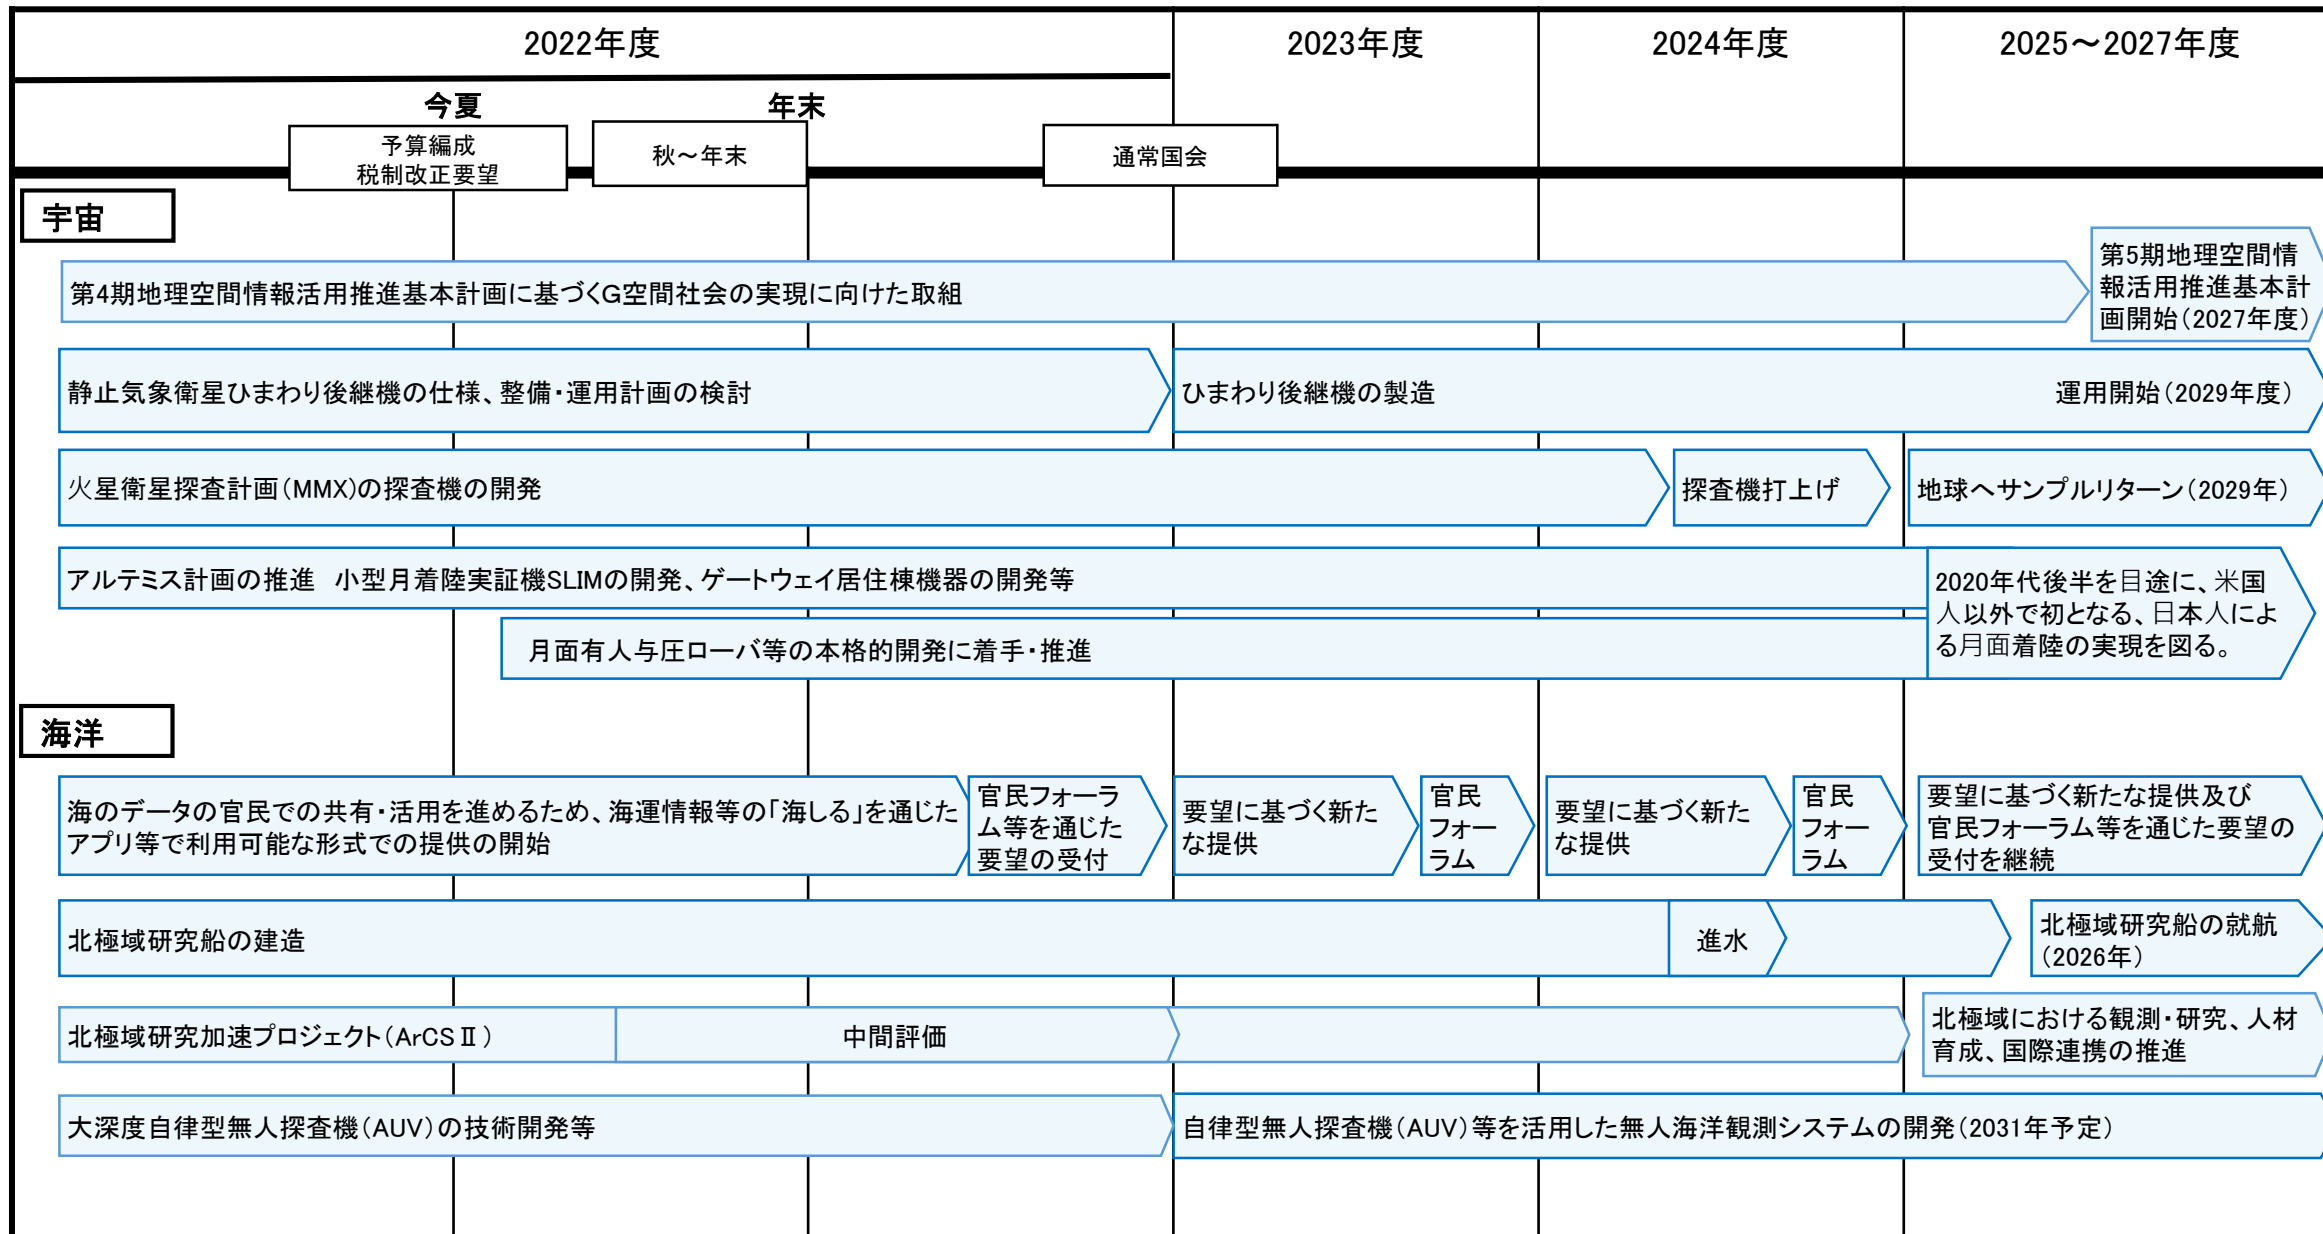 2022年度
2023年度
2024年度
2025～2027年度
今夏
年末
予算編成
税制改正要望
秋～年末
通常国会
宇宙
第4期地理空間情報活用推進基本計画に基づくG空間社会の実現に向けた取組
第5期地理空間情
報活用推進基本計
画開始（2027年度）
静止気象衛星ひまわり後継機の仕様、整備・運用計画の検討
ひまわり後継機の製造
運用開始（2029年度）
火星衛星探査計画（MMX）の探査機の開発
探査機打上げ
地球へサンプルリターン（2029年）
アルテミス計画の推進　小型月着陸実証機SLIMの開発、ゲートウェイ居住棟機器の開発等
月面有人与圧ローバ等の本格的開発に着手・推進
2020年代後半を目途に、米国
人以外で初となる、日本人によ
る月面着陸の実現を図る。
海洋
海のデータの官民での共有・活用を進めるため、海運情報等の「海しる」を通じた
アプリ等で利用可能な形式での提供の開始
官民フォーラ
ム等を通じた
要望の受付
要望に基づく新た
な提供
官民
フォー
ラム
要望に基づく新た
な提供
官民
フォー
ラム
要望に基づく新たな提供及び
官民フォーラム等を通じた要望の
受付を継続
北極域研究船の建造
進水
北極域研究船の就航
（2026年）
北極域研究加速プロジェクト（ArCSⅡ）
中間評価
北極域における観測・研究、人材
育成、国際連携の推進
大深度自律型無人探査機（AUV）の技術開発等
自律型無人探査機（AUV）等を活用した無人海洋観測システムの開発（2031年予定）